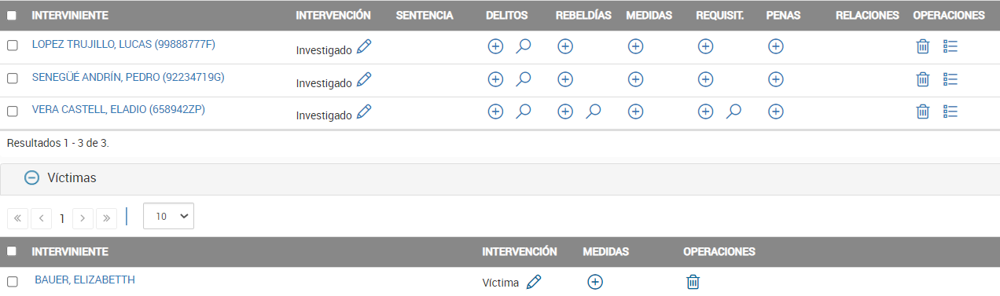 INTERVINIENTE INTERVENCIÓN SENTENCIA DELITOS REBELDÍAS MEDIDAS REQUISIT. PENAS RELACIONES OPERACIONES
LOPEZ TRUJILLO, LUCAS (99888777F) Investigado
SENEGÜÉ ANDRÍN, PEDRO (92234719G) Investigado
VERA CASTELL, ELADIO (658942ZP) Investigado
Resultados 1 - 3 de 3.
Víctimas
« ‹ 1 › » 10
INTERVINIENTE INTERVENCIÓN MEDIDAS OPERACIONES
BAUER, ELIZABETTH Víctima